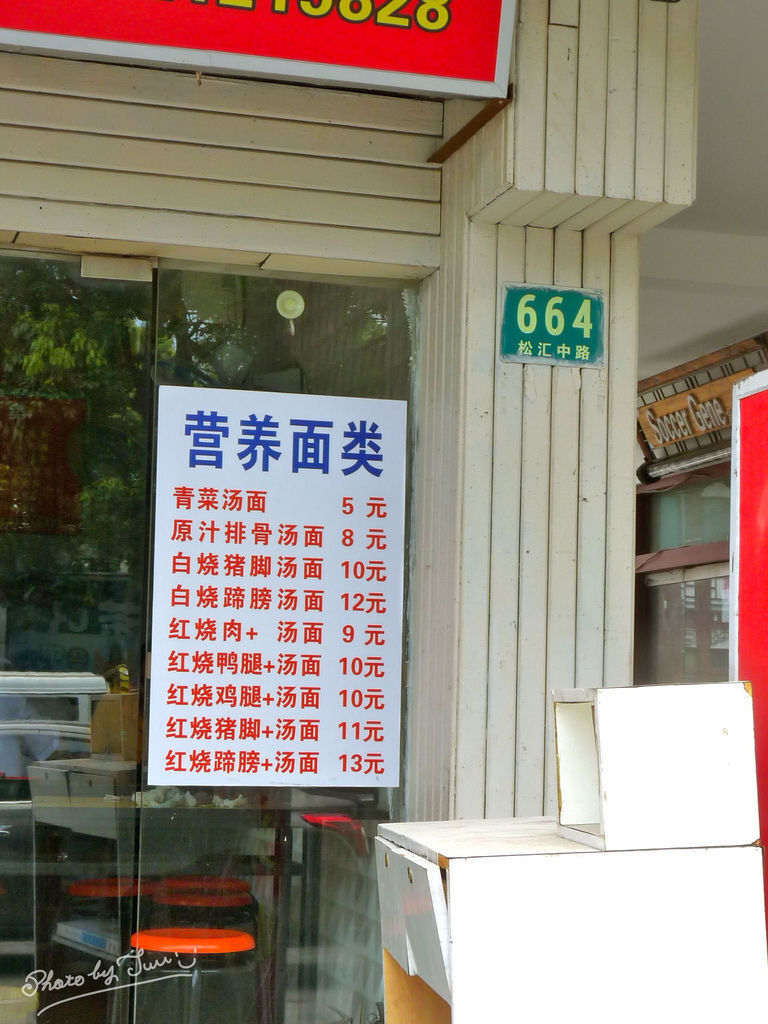 5828
664
松汇中路
Soccer Gene
营养面类
青菜汤面 5 元
原汁排骨汤面 8 元
白烧猪脚汤面 10元
白烧蹄膀汤面 12元
红烧肉+ 汤面 9 元
红烧鸭腿+汤面 10元
红烧鸡腿+汤面 10元
红烧猪脚+汤面 11元
红烧蹄膀+汤面 13元
Photo by Juri